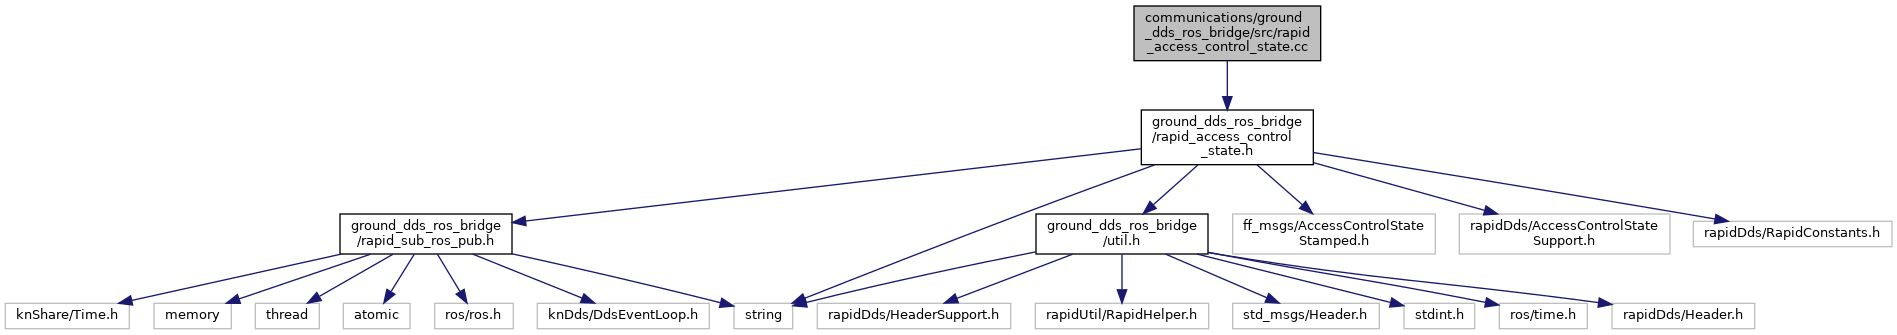 communications/ground
_dds_ros_bridge/src/rapid
_access_control_state.cc
ground_dds_ros_bridge
/rapid_access_control
_state.h
ground_dds_ros_bridge
/rapid_sub_ros_pub.h
ground_dds_ros_bridge
/util.h
ff_msgs/AccessControlState
Stamped.h
rapidDds/AccessControlState
Support.h
rapidDds/RapidConstants.h
knShare/Time.h
memory
thread
atomic
ros/ros.h
knDds/DdsEventLoop.h
string
rapidDds/HeaderSupport.h
rapidUtil/RapidHelper.h
std_msgs/Header.h
stdint.h
ros/time.h
rapidDds/Header.h